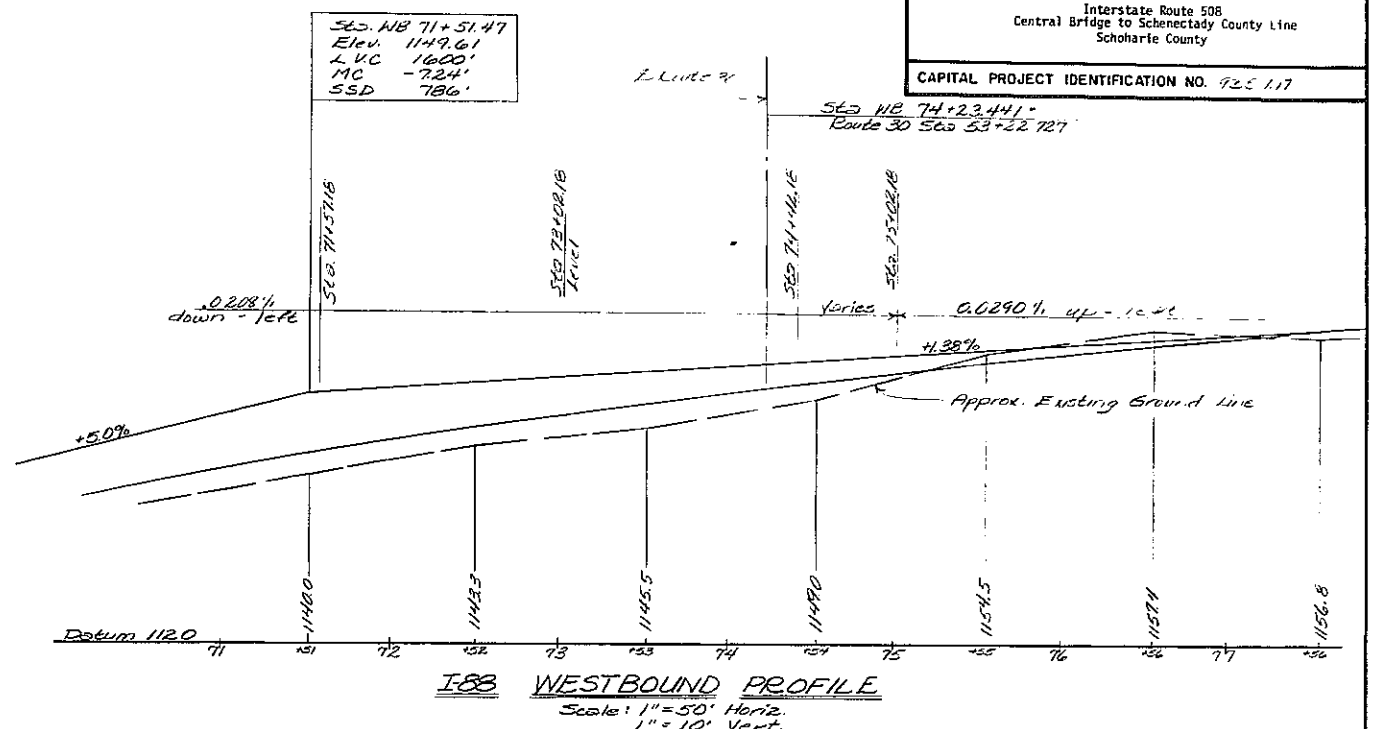 Interstate Route 508
Central Bridge to Schenectady County Line
Schoharie County
CAPITAL PROJECT IDENTIFICATION NO.
Sta. WB 71+51.47
Elev. 1149.61
L.V.C 1600'
MC -7.24'
SSD 786'
Sta WB 74+23.441
Route 30 Sta 53+22.727
Sta. 71+57.18
Sta 73+02.18
Level
Sta 74+46.18
Sta. 75+02.18
.0208%
down - left
Varies
0.0290% up - left
+1.38%
+5.0%
Approx. Existing Ground Line
1140.0
1143.3
1145.5
1149.0
1154.5
1157.4
1156.8
Datum 1120
71 +51 72 +52 73 +53 74 +54 75 +55 76 +56 77 +56
I-88 WESTBOUND PROFILE
Scale: 1"=50' Horiz.
1"=10' Vert.